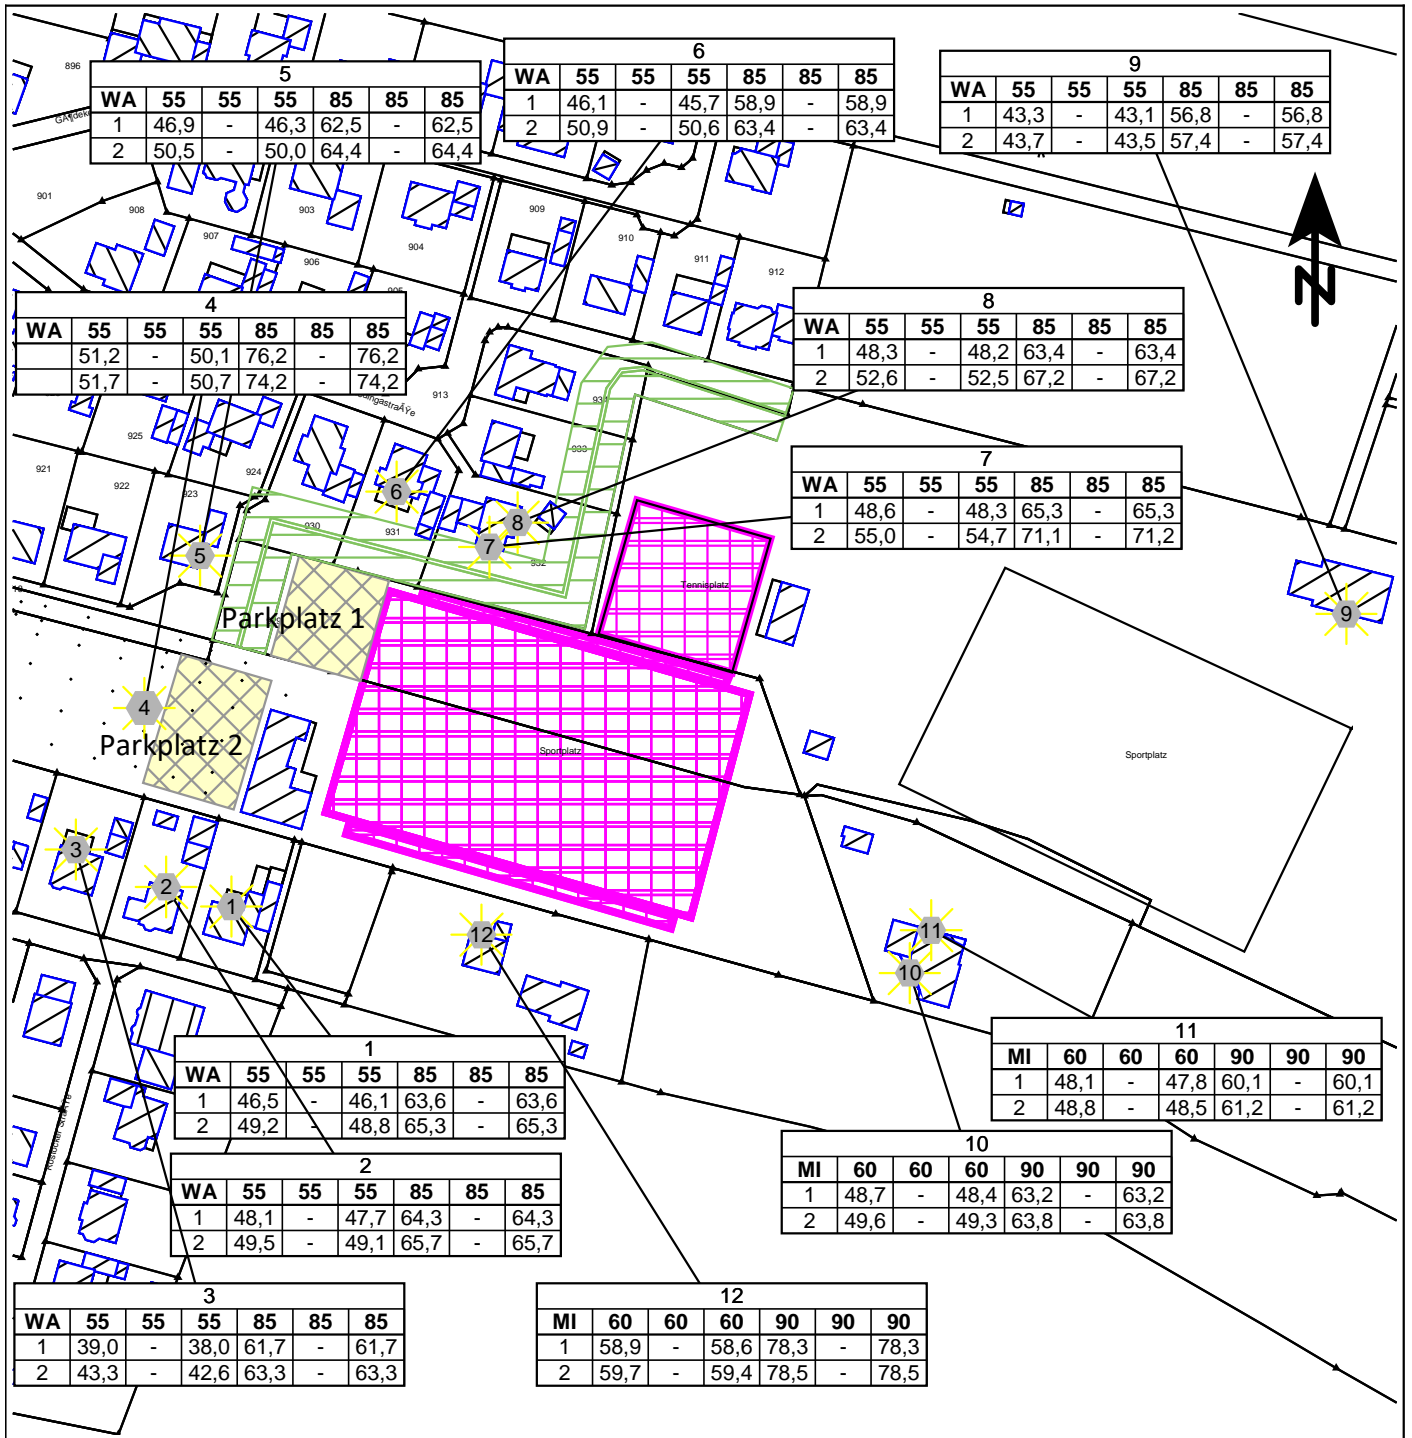 896
5
WA 55 55 55 85 85 85
1 46,9 - 46,3 62,5 - 62,5
2 50,5 - 50,0 64,4 - 64,4
6
WA 55 55 55 85 85 85
1 46,1 - 45,7 58,9 - 58,9
2 50,9 - 50,6 63,4 - 63,4
9
WA 55 55 55 85 85 85
1 43,3 - 43,1 56,8 - 56,8
2 43,7 - 43,5 57,4 - 57,4
N
901
908
907
906
903
904
909
910
911
912
4
WA 55 55 55 85 85 85
51,2 - 50,1 76,2 - 76,2
51,7 - 50,7 74,2 - 74,2
8
WA 55 55 55 85 85 85
1 48,3 - 48,2 63,4 - 63,4
2 52,6 - 52,5 67,2 - 67,2
913
925
921
922
923
924
7
WA 55 55 55 85 85 85
1 48,6 - 48,3 65,3 - 65,3
2 55,0 - 54,7 71,1 - 71,2
933
930
931
932
6
8
7
5
Tennisplatz
9
Parkplatz 1
4
Parkplatz 2
Sportplatz
Sportplatz
3
2
1
12
11
10
Rostocker StraÃŸe
1
WA 55 55 55 85 85 85
1 46,5 - 46,1 63,6 - 63,6
2 49,2 - 48,8 65,3 - 65,3
11
MI 60 60 60 90 90 90
1 48,1 - 47,8 60,1 - 60,1
2 48,8 - 48,5 61,2 - 61,2
10
MI 60 60 60 90 90 90
1 48,7 - 48,4 63,2 - 63,2
2 49,6 - 49,3 63,8 - 63,8
2
WA 55 55 55 85 85 85
1 48,1 - 47,7 64,3 - 64,3
2 49,5 - 49,1 65,7 - 65,7
3
WA 55 55 55 85 85 85
1 39,0 - 38,0 61,7 - 61,7
2 43,3 - 42,6 63,3 - 63,3
12
MI 60 60 60 90 90 90
1 58,9 - 58,6 78,3 - 78,3
2 59,7 - 59,4 78,5 - 78,5